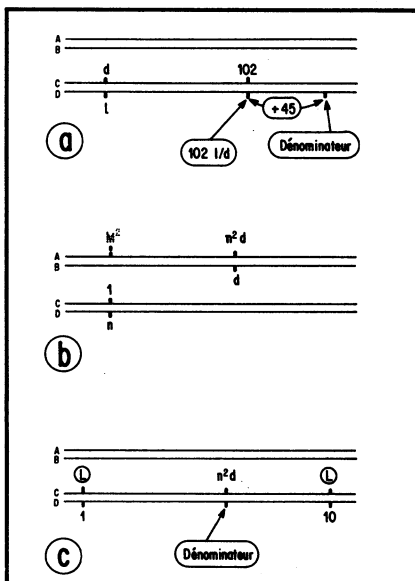 A
B
d 102
C
D
l +45
a 102 l/d Dénominateur
M² n²d
A
B
d
1
C
D
n
b
A
B
L n²d L
C
D
1 10
Dénominateur
c